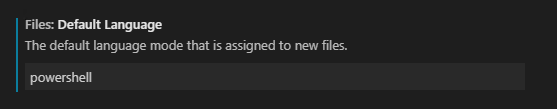 Files: Default Language
The default language mode that is assigned to new files.
powershell